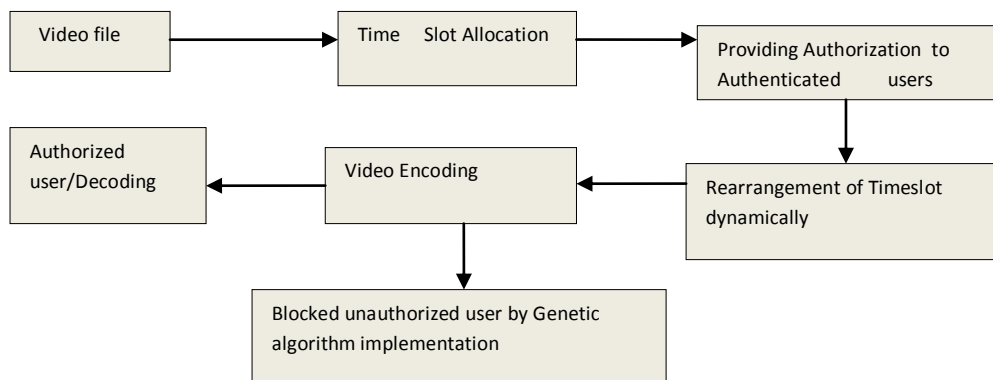 Video file
Time Slot Allocation
Providing Authorization to
Authenticated users
Authorized
user/Decoding
Video Encoding
Rearrangement of Timeslot
dynamically
Blocked unauthorized user by Genetic
algorithm implementation